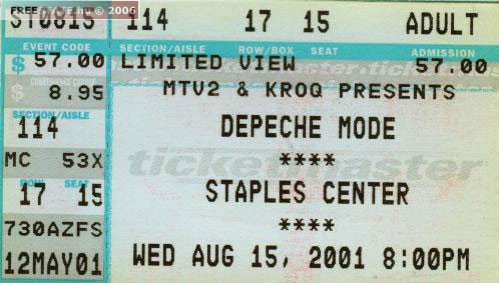 ST0815 114 17 15 ADULT
EVENT CODE SECTION/AISLE ROW/BOX SEAT ADMISSION
$ 57.00 LIMITED VIEW 57.00
$ 8.95 MTV2 & KROQ PRESENTS
SECTION/AISLE
114 DEPECHE MODE
MC 53X ****
ticketmaster
ROW SEAT
17 15 STAPLES CENTER
730AZFS ****
12MAY01 WED AUG 15, 2001 8:00PM